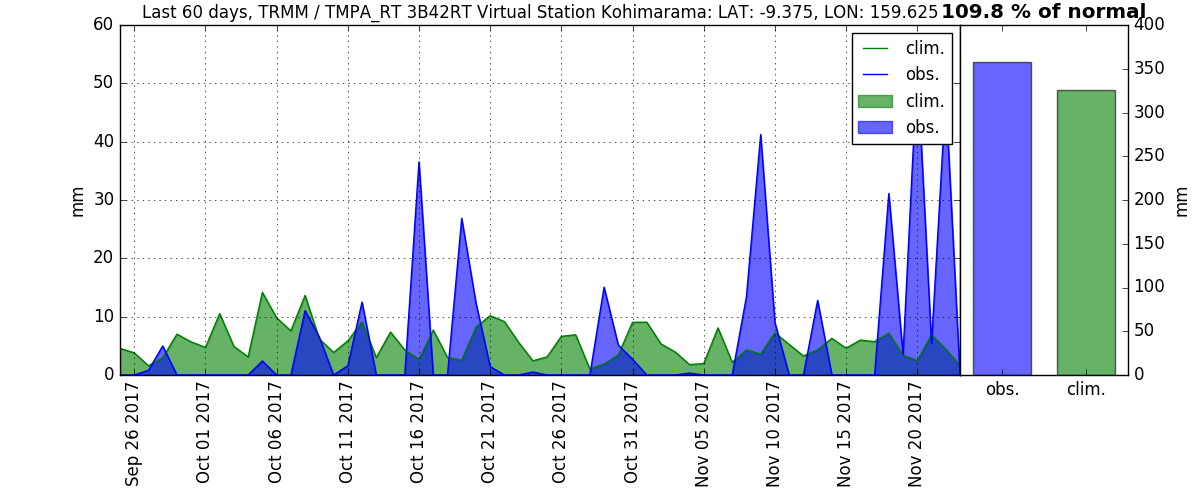 Last 60 days, TRMM / TMPA_RT 3B42RT Virtual Station Kohimarama: LAT: -9.375, LON: 159.625 109.8 % of normal
60
50
40
30
20
10
0
mm
clim.
obs.
clim.
obs.
400
350
300
250
200
150
100
50
0
mm
obs.
clim.
Sep 26 2017
Oct 01 2017
Oct 06 2017
Oct 11 2017
Oct 16 2017
Oct 21 2017
Oct 26 2017
Oct 31 2017
Nov 05 2017
Nov 10 2017
Nov 15 2017
Nov 20 2017